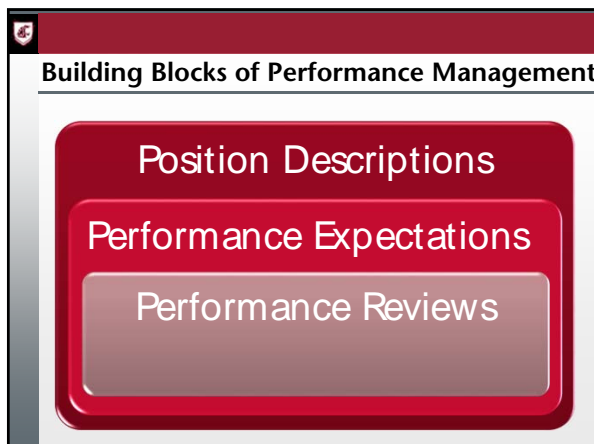 Building Blocks of Performance Management
Position Descriptions
Performance Expectations
Performance Reviews